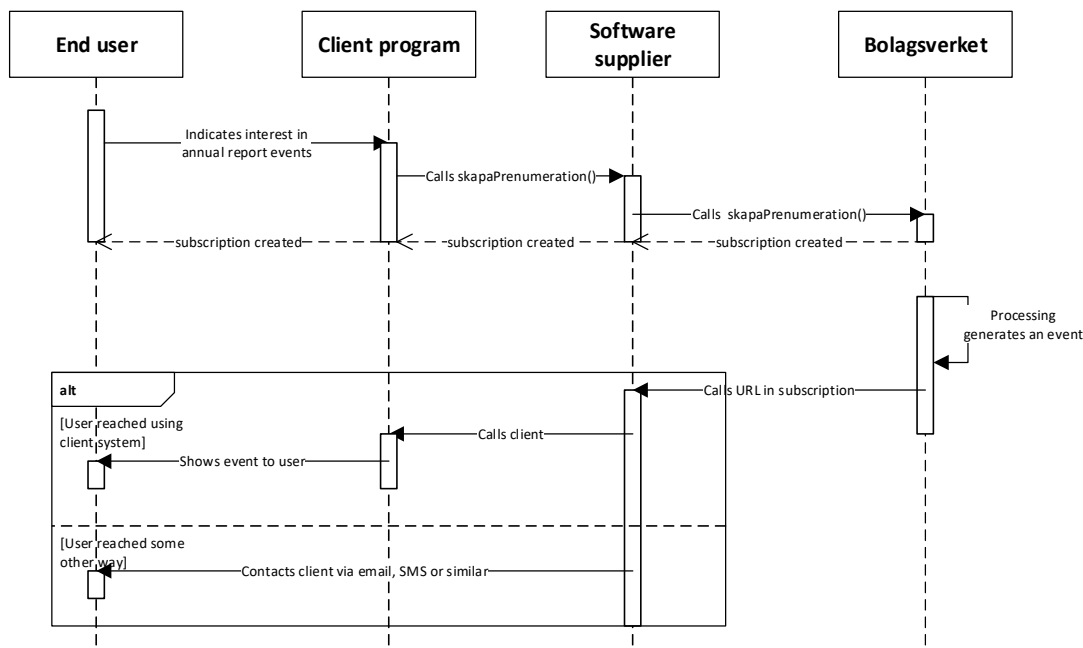 End user
Client program
Software
supplier
Bolagsverket
Indicates interest in
annual report events
Calls skapaPrenumeration()
Calls  skapaPrenumeration()
subscription created
subscription created
subscription created
Processing
generates an event
alt
Calls URL in subscription
[User reached using
client system]
Calls client
Shows event to user
[User reached some
other way]
Contacts client via email, SMS or similar